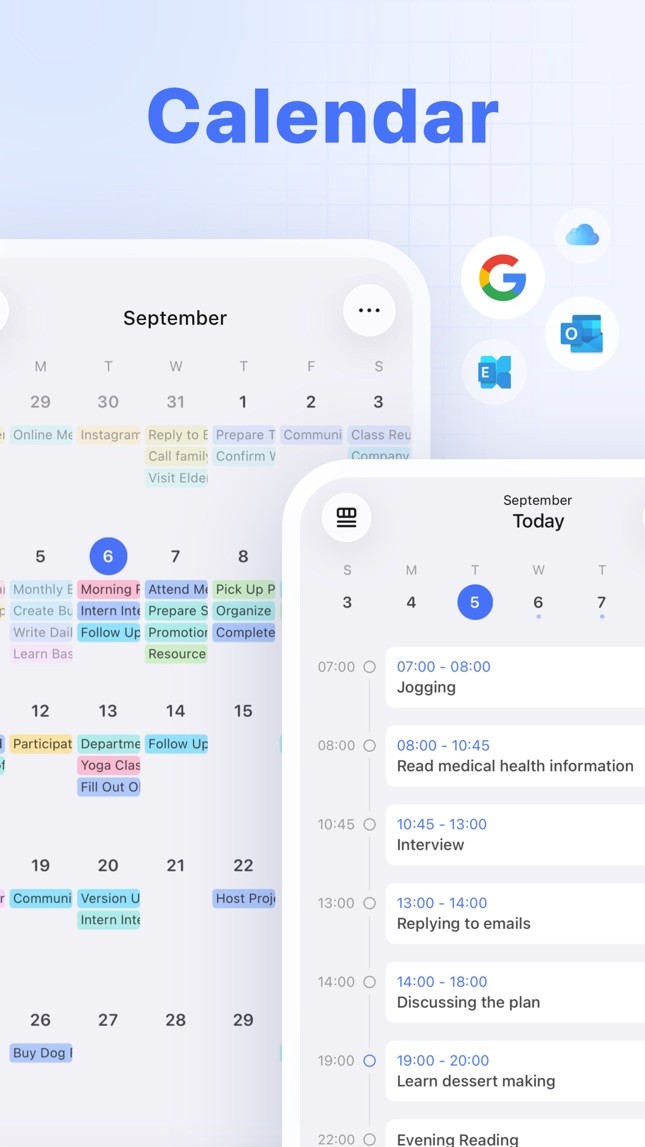 Calendar
September
M T W T F S
29 30 31 1 2 3
Online Me Instagram Reply to Prepare T Communi Class Reu
Call family Confirm W Company
Visit Elde
5 6 7 8
Monthly Morning Attend Me Pick Up P
Create Bu Intern Inte Prepare S Organize
Write Dail Follow Up Promotion Complete
Learn Bas Resource
12 13 14 15
Participat Departme Follow Up
Yoga Clas
Fill Out O
19 20 21 22
Communi Version U Host Proj
Intern Inte
26 27 28 29
Buy Dog
G
O
E
September
Today
S M T W T
3 4 5 6 7
07:00 07:00 - 08:00
Jogging
08:00 08:00 - 10:45
Read medical health information
10:45 10:45 - 13:00
Interview
13:00 13:00 - 14:00
Replying to emails
14:00 14:00 - 18:00
Discussing the plan
19:00 19:00 - 20:00
Learn dessert making
22:00 Evening Reading